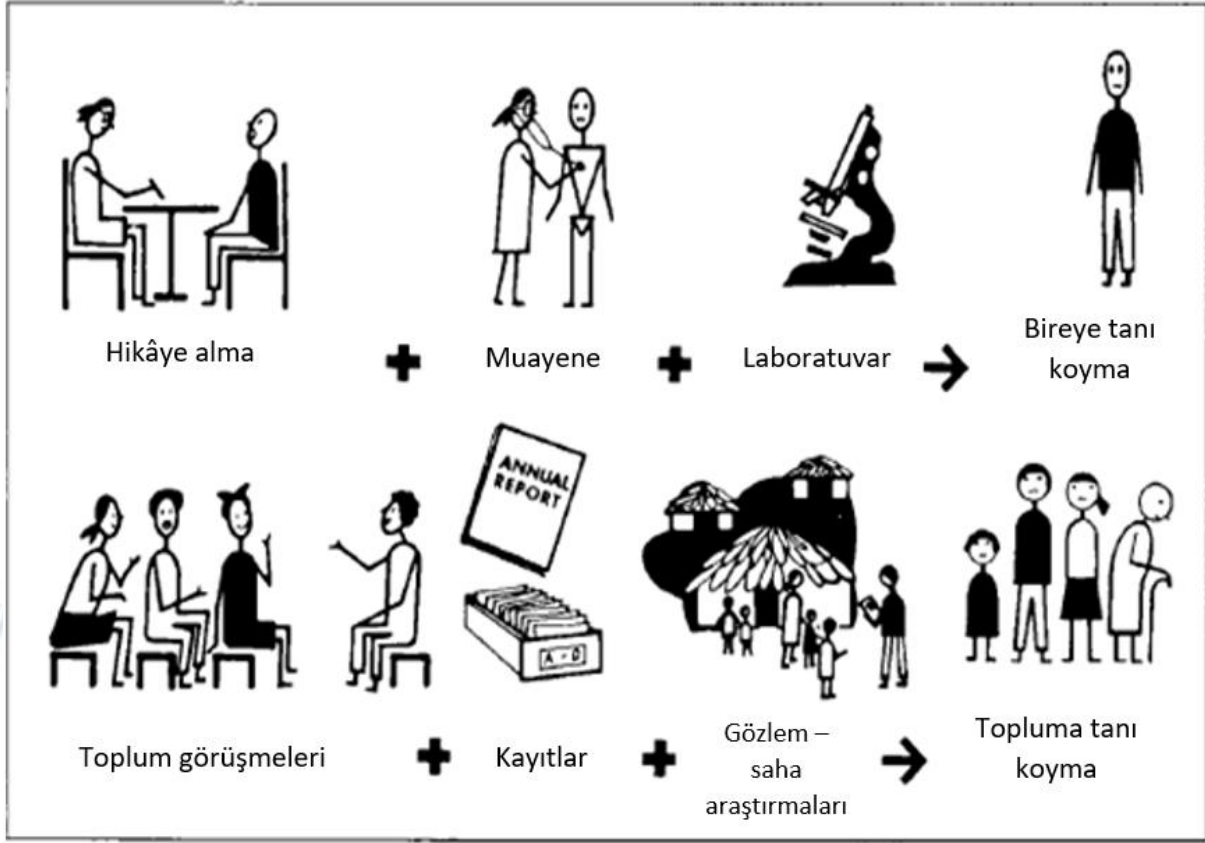 Hikâye alma
Muayene
Laboratuvar
Bireye tanı
koyma
ANNUAL
REPORT
A - D
Toplum görüşmeleri
Kayıtlar
Gözlem –
saha
araştırmaları
Topluma tanı
koyma